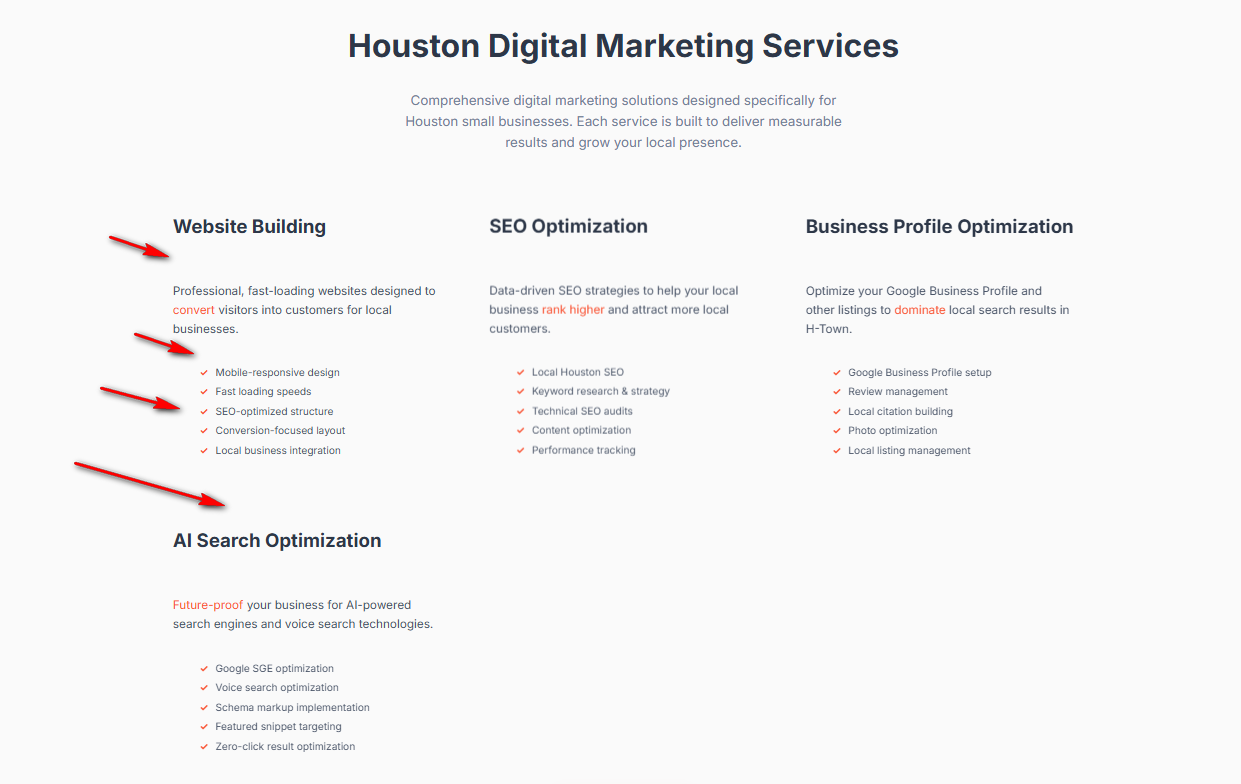 Houston Digital Marketing Services
Comprehensive digital marketing solutions designed specifically for
Houston small businesses. Each service is built to deliver measurable
results and grow your local presence.
Website Building
Professional, fast-loading websites designed to
convert visitors into customers for local
businesses.
Mobile-responsive design
Fast loading speeds
SEO-optimized structure
Conversion-focused layout
Local business integration
SEO Optimization
Data-driven SEO strategies to help your local
business rank higher and attract more local
customers.
Local Houston SEO
Keyword research & strategy
Technical SEO audits
Content optimization
Performance tracking
Business Profile Optimization
Optimize your Google Business Profile and
other listings to dominate local search results in
H-Town.
Google Business Profile setup
Review management
Local citation building
Photo optimization
Local listing management
AI Search Optimization
Future-proof your business for AI-powered
search engines and voice search technologies.
Google SGE optimization
Voice search optimization
Schema markup implementation
Featured snippet targeting
Zero-click result optimization